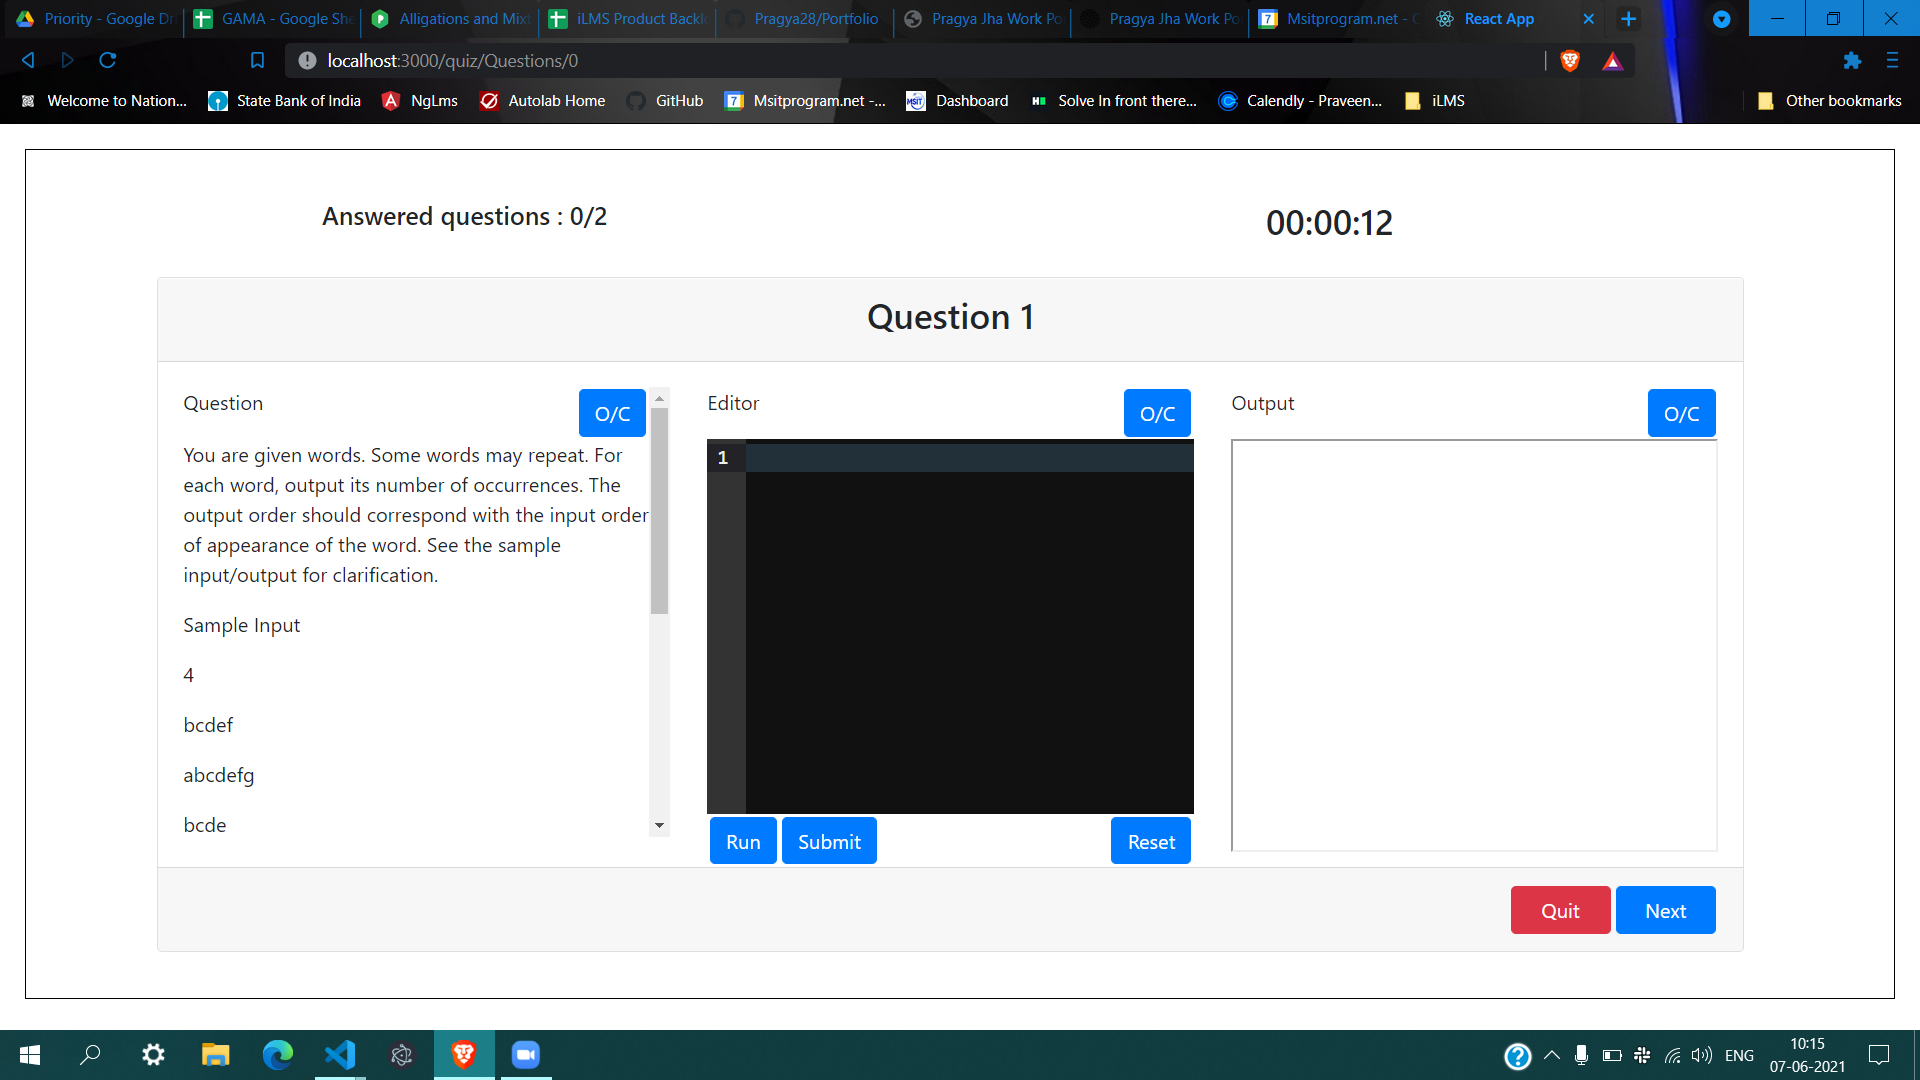 Priority - Google Dr
GAMA - Google She
Alligations and Mixt
iLMS Product Backlo
Pragya28/Portfolio
Pragya Jha Work Po
Pragya Jha Work Po
7 Msitprogram.net - C
React App
localhost:3000/quiz/Questions/0
Welcome to Nation...
State Bank of India
NgLms
Autolab Home
GitHub
7 Msitprogram.net -...
MSIT Dashboard
Solve In front there...
Calendly - Praveen...
iLMS
Other bookmarks
Answered questions : 0/2
00:00:12
Question 1
Question
O/C
You are given words. Some words may repeat. For
each word, output its number of occurrences. The
output order should correspond with the input order
of appearance of the word. See the sample
input/output for clarification.
Sample Input
4
bcdef
abcdefg
bcde
Editor
O/C
1
Run
Submit
Reset
Output
O/C
Quit
Next
ENG
10:15
07-06-2021